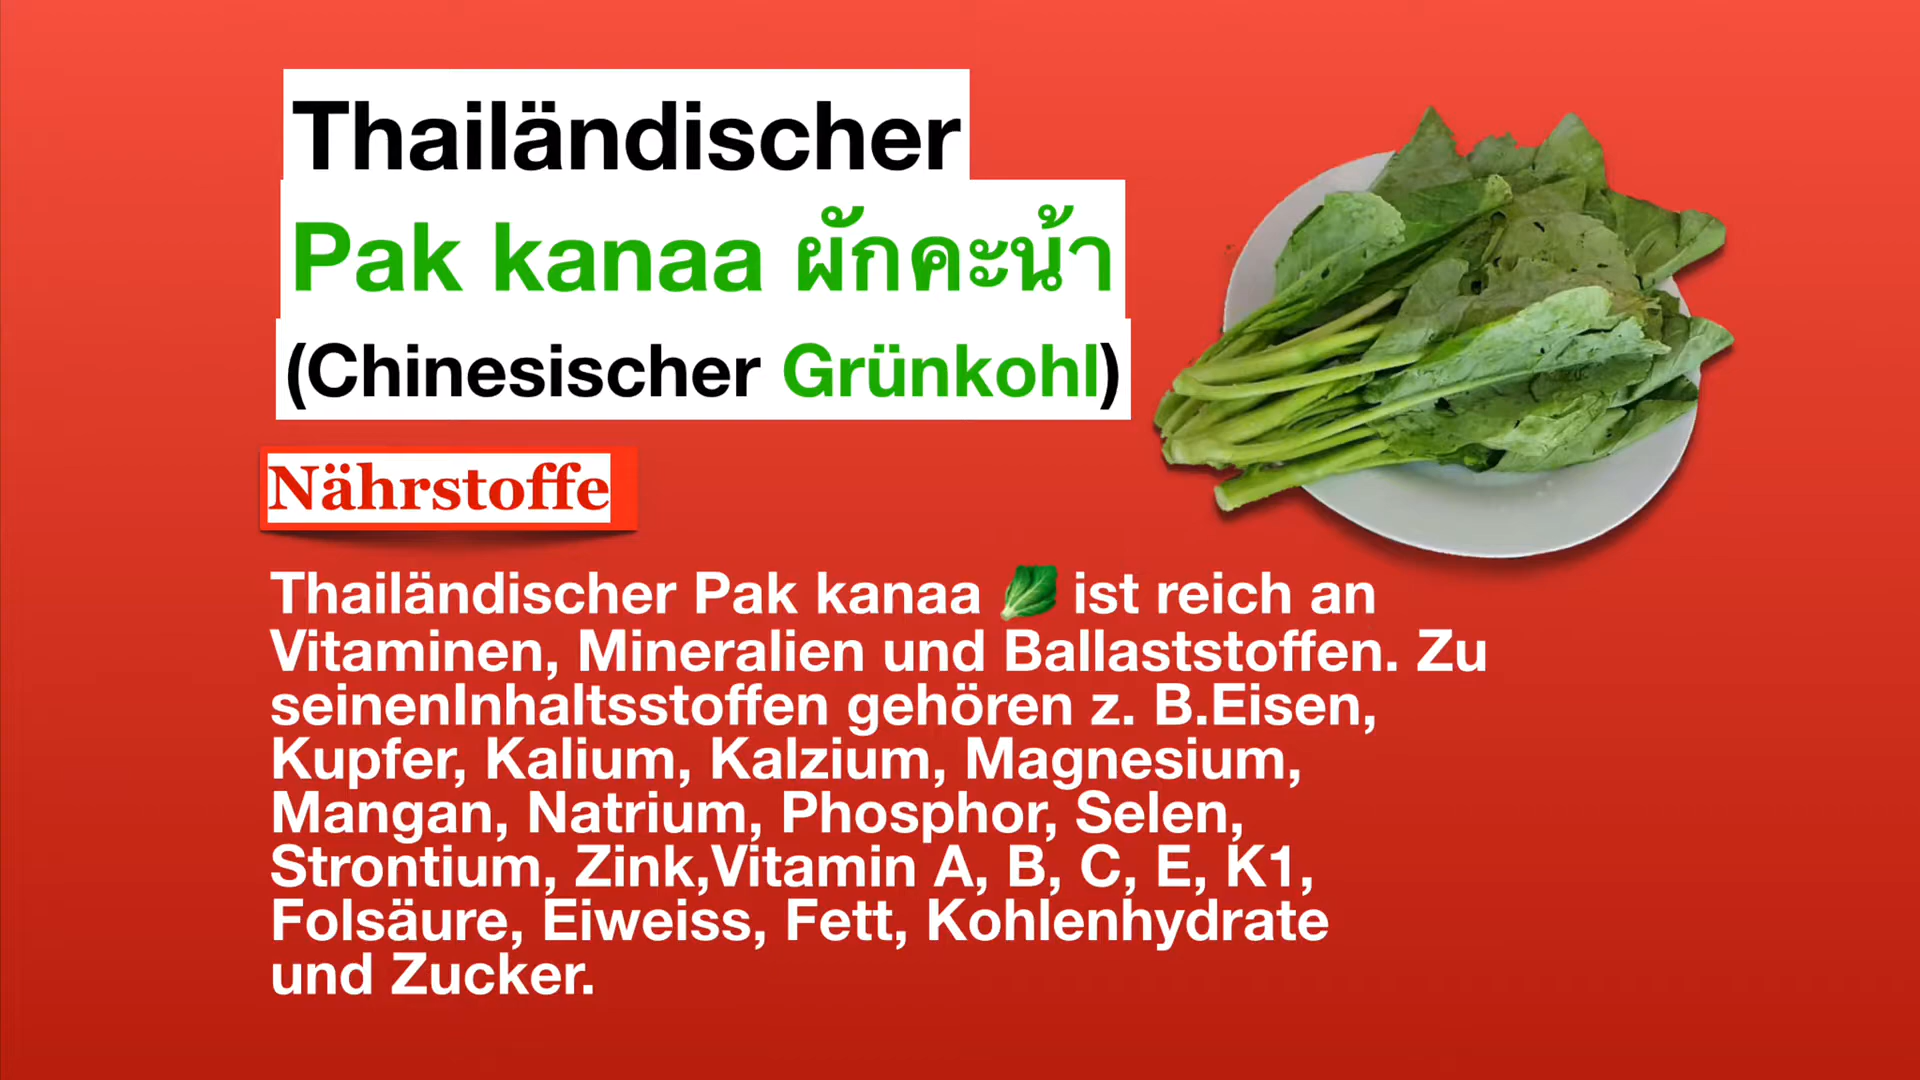 Thailändischer
Pak kanaa ผักคะน้า
(Chinesischer Grünkohl)
Nährstoffe
Thailändischer Pak kanaa 🥬 ist reich an
Vitaminen, Mineralien und Ballaststoffen. Zu
seinenInhaltsstoffen gehören z. B.Eisen,
Kupfer, Kalium, Kalzium, Magnesium,
Mangan, Natrium, Phosphor, Selen,
Strontium, Zink,Vitamin A, B, C, E, K1,
Folsäure, Eiweiss, Fett, Kohlenhydrate
und Zucker.